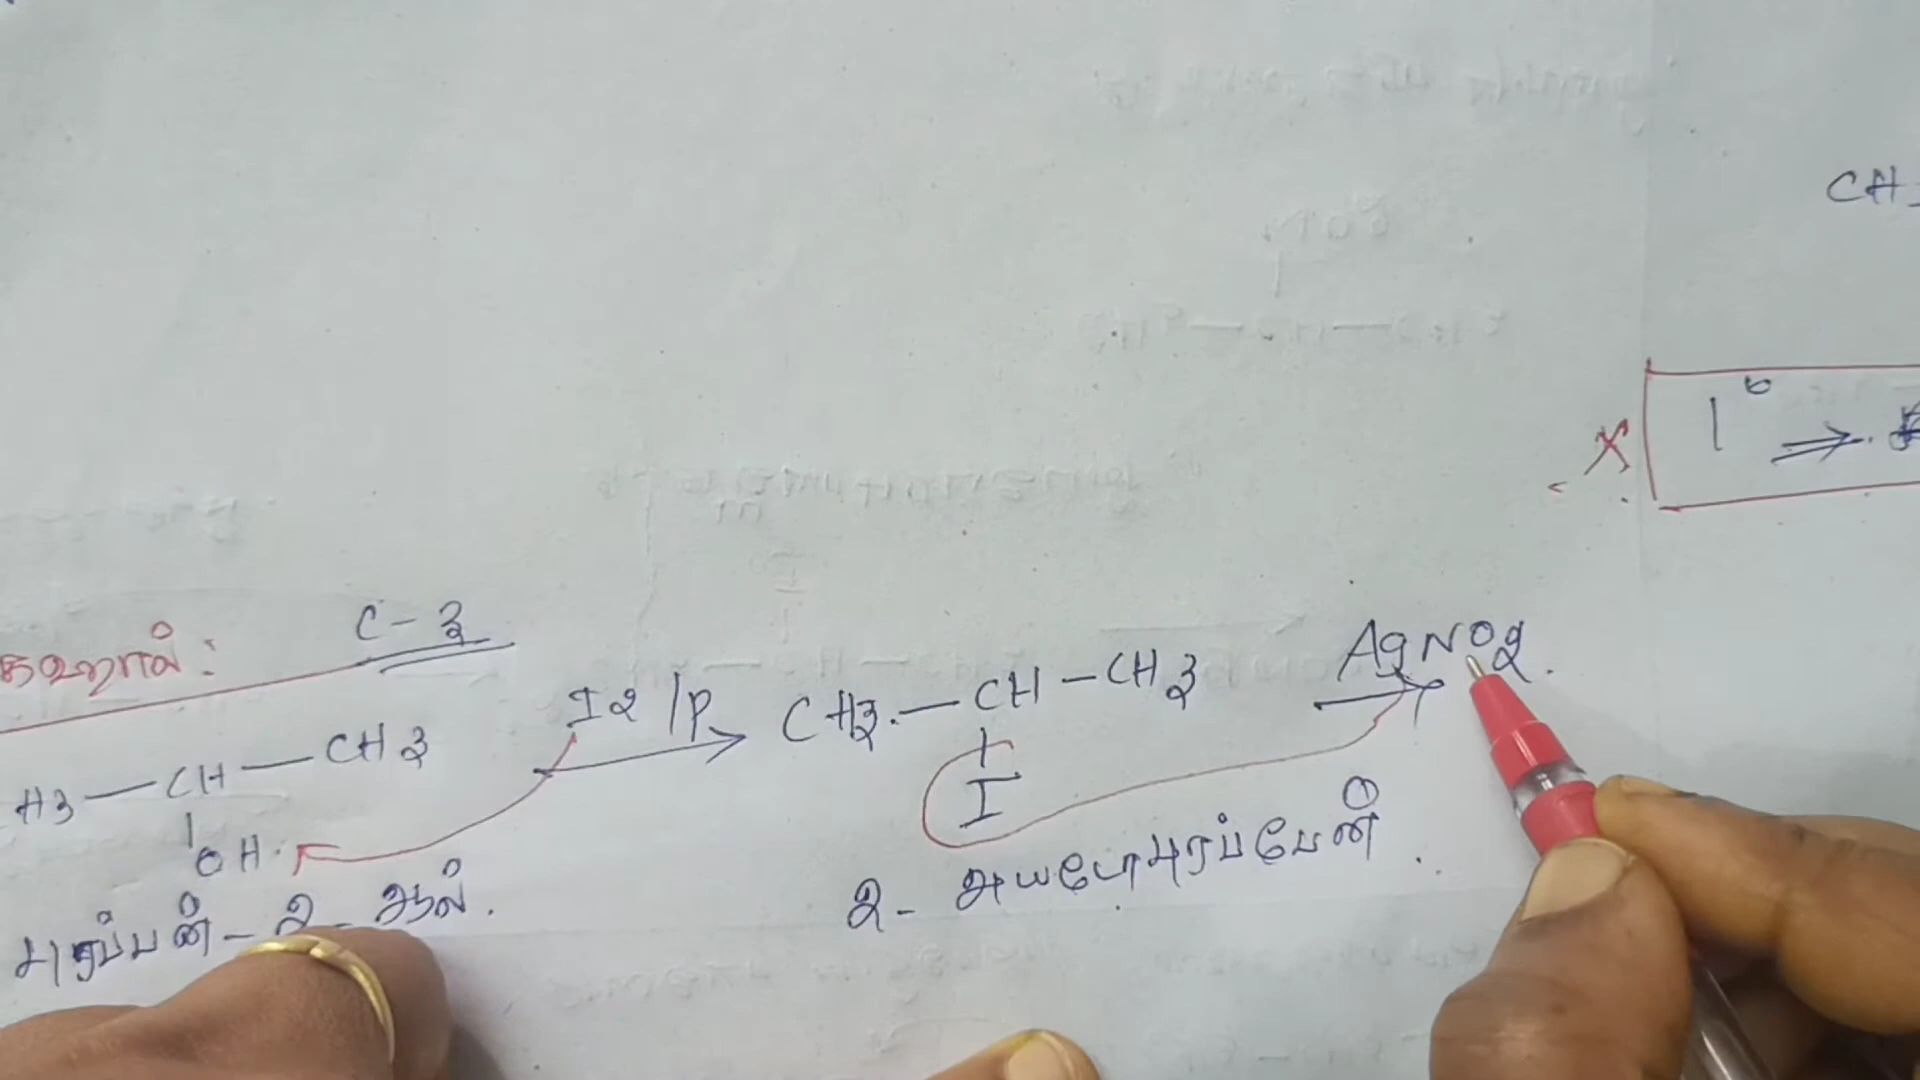 CH
1° ⇒
கஹால்: C-3
H3 — CH — CH3
|
OH.
I2 /P →
CH3. — CH — CH3
|
I
AgNO2. →
புரப்பன் - 2 - ஆல்.
2 - அயடோபுரப்பேன்.